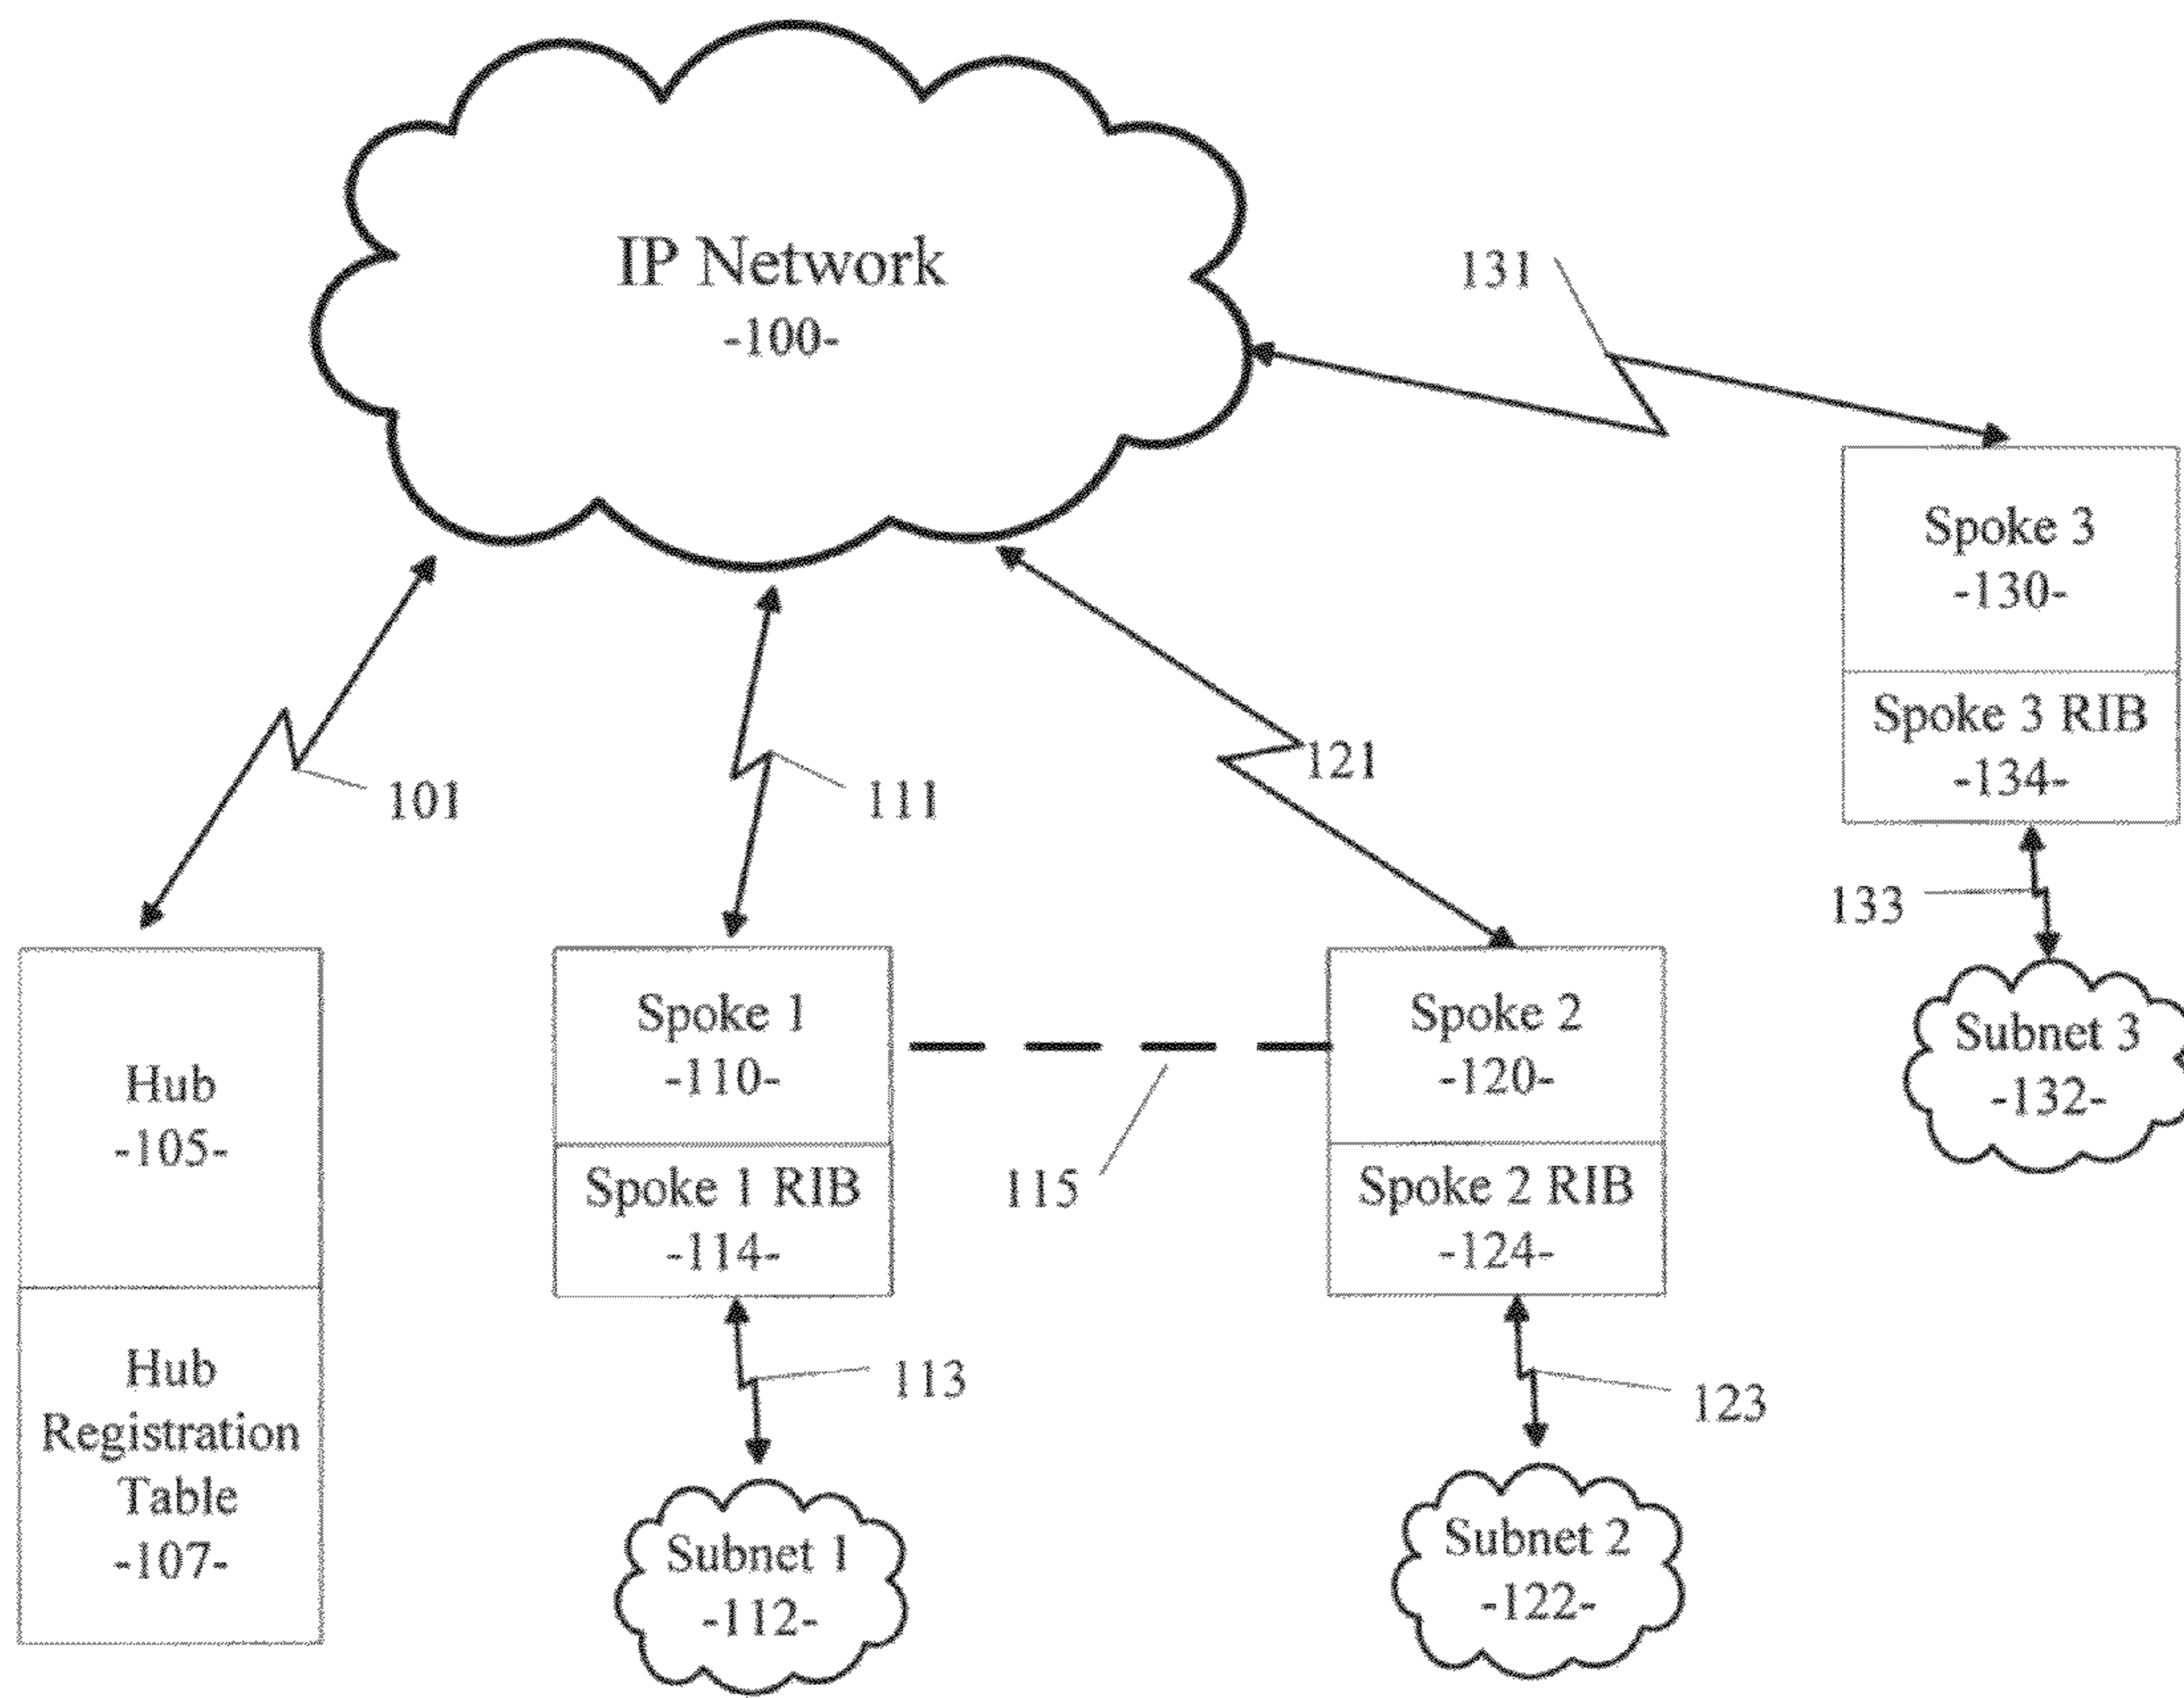 IP Network
-100-
131
Spoke 3
-130-
Spoke 3 RIB
-134-
101
111
121
133
Hub
-105-
Hub
Registration
Table
-107-
Spoke 1
-110-
Spoke 1 RIB
-114-
115
Spoke 2
-120-
Spoke 2 RIB
-124-
Subnet 3
-132-
113
123
Subnet 1
-112-
Subnet 2
-122-